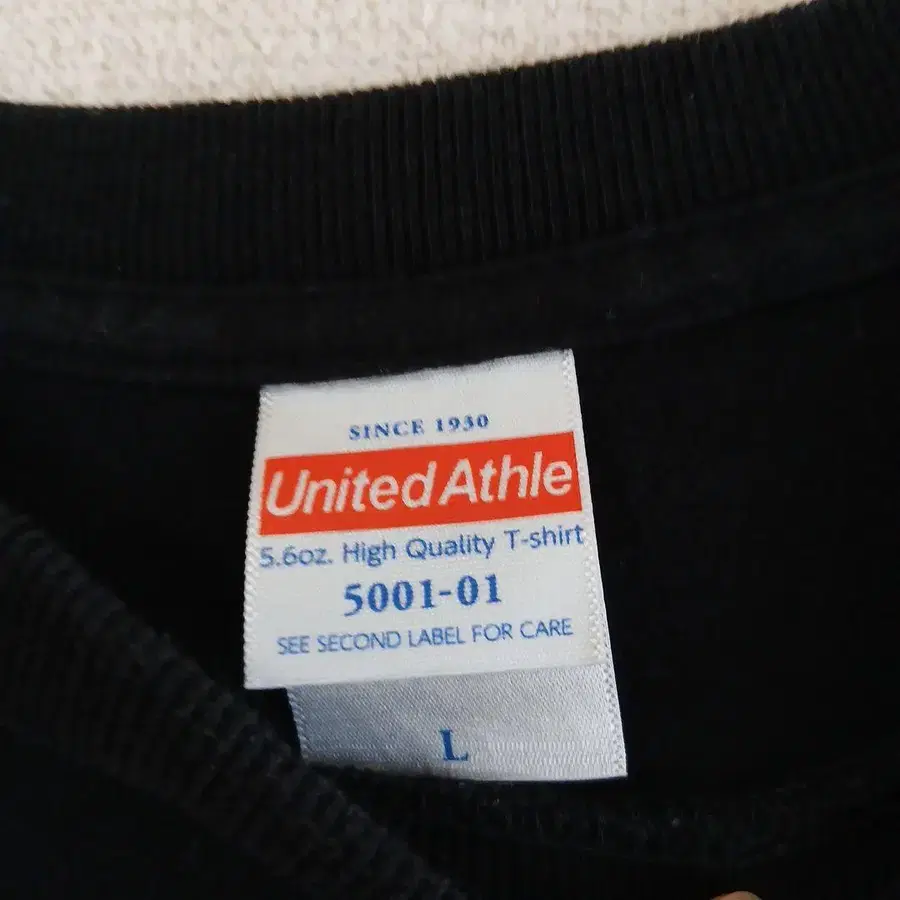 SINCE 1930
United Athle
5.6oz. High Quality T-shirt
5001-01
SEE SECOND LABEL FOR CARE
L